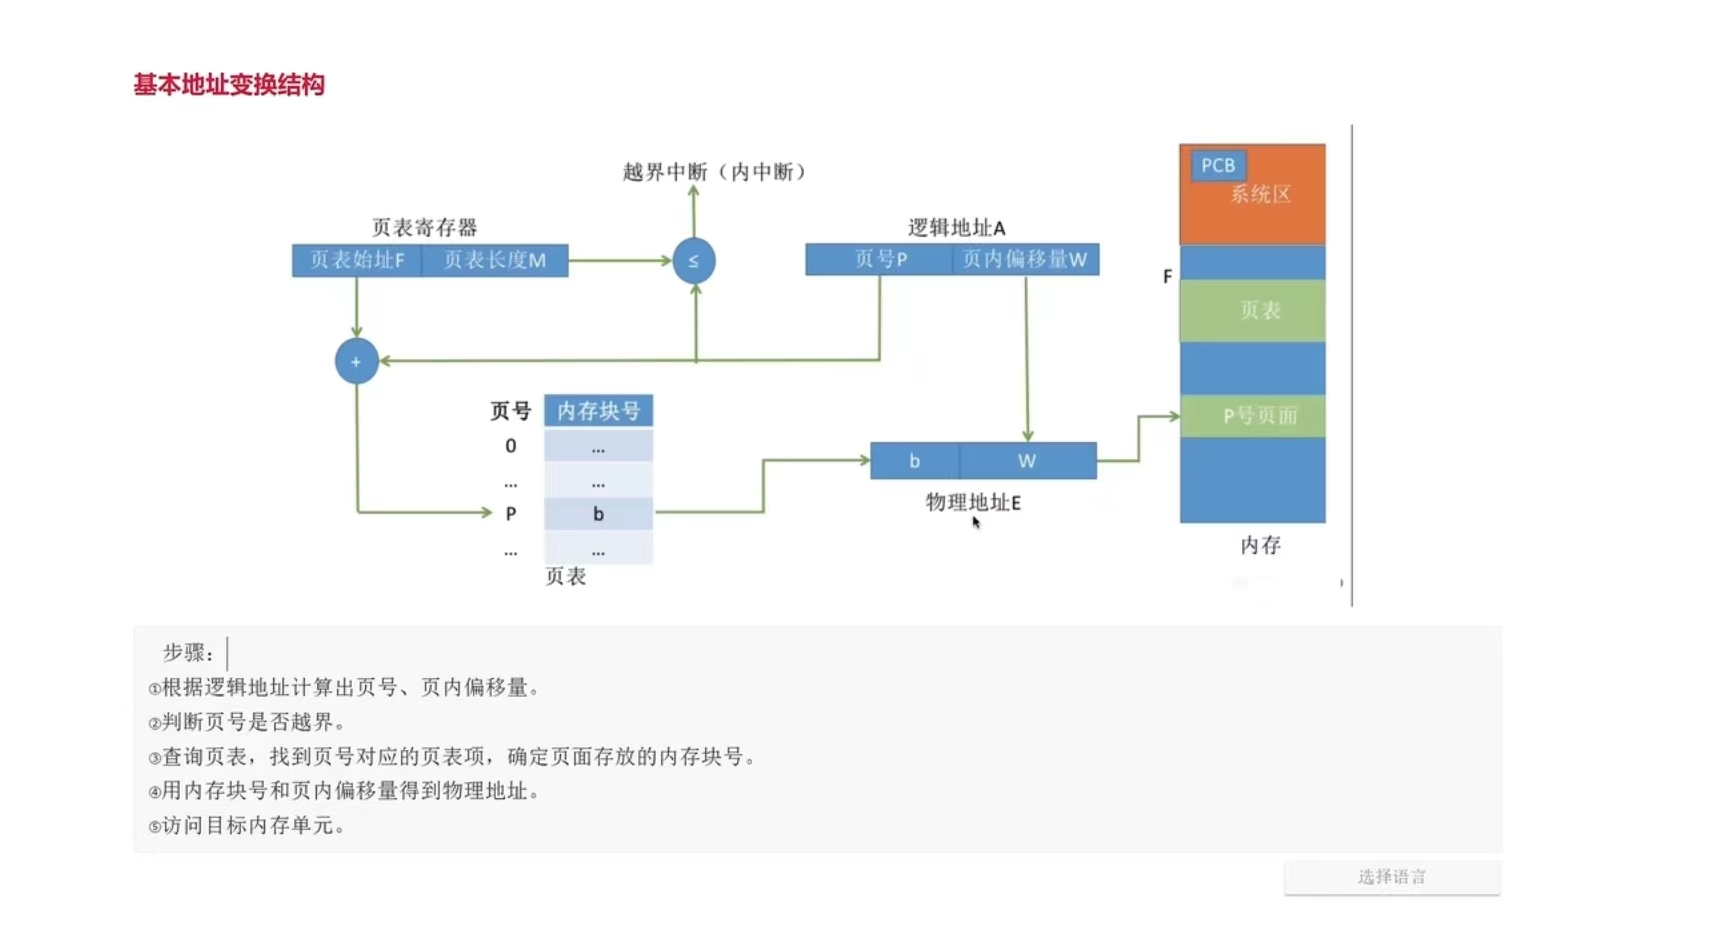 基本地址变换结构
越界中断（内中断）
页表寄存器
页表始址F
页表长度M
≤
逻辑地址A
页号P
页内偏移量W
PCB
系统区
F
页表
P号页面
内存
+
页号
内存块号
0
...
...
...
P
b
...
...
页表
b
W
物理地址E
步骤：
①根据逻辑地址计算出页号、页内偏移量。
②判断页号是否越界。
③查询页表，找到页号对应的页表项，确定页面存放的内存块号。
④用内存块号和页内偏移量得到物理地址。
⑤访问目标内存单元。
选择语言